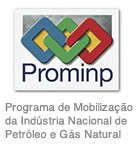 Prominp
Programa de Mobilização
da Indústria Nacional de
Petróleo e Gás Natural